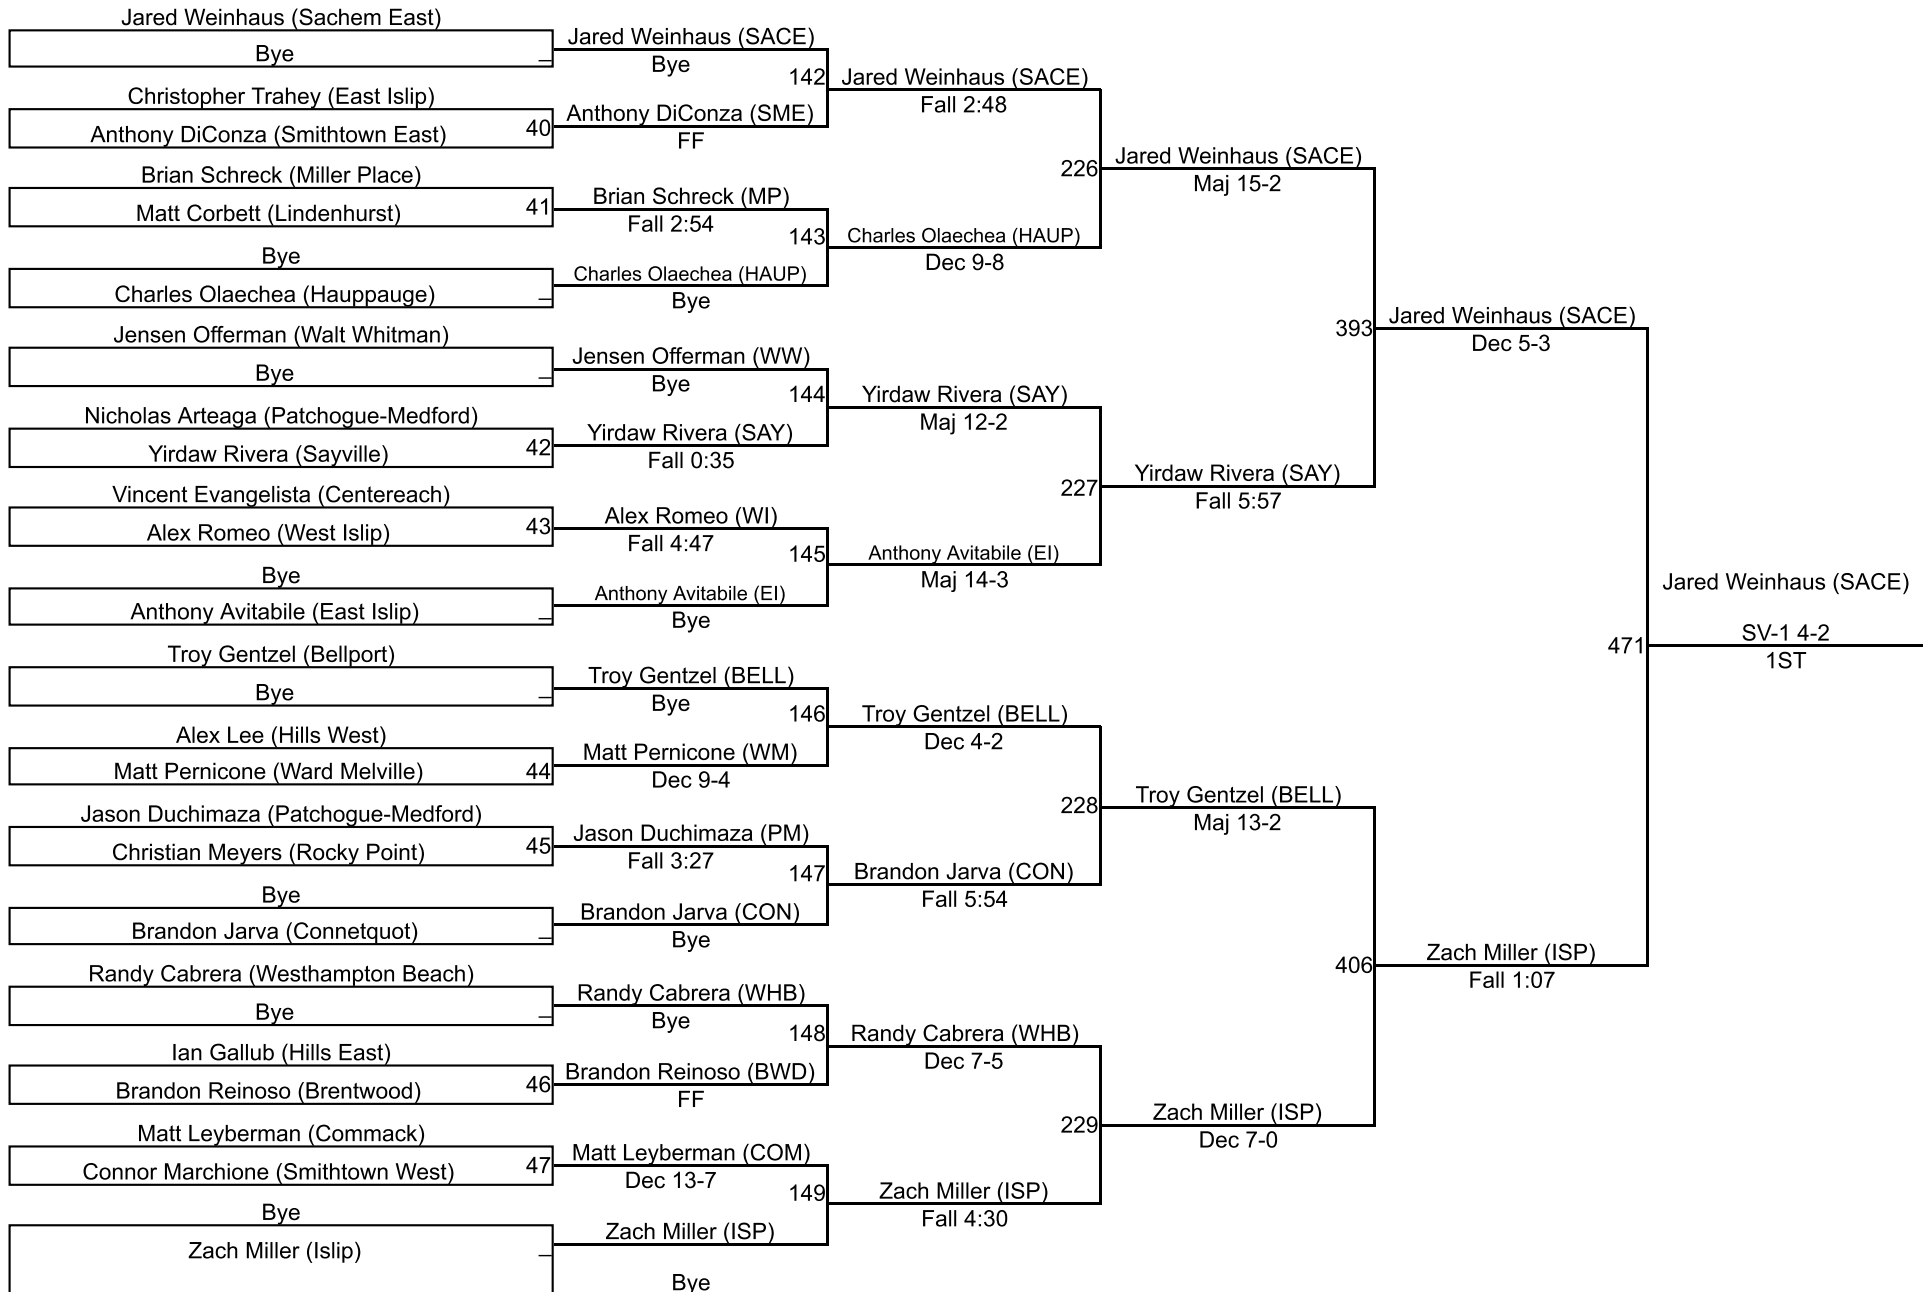 Jared Weinhaus (Sachem East)
Bye
_
Christopher Trahey (East Islip)
Anthony DiConza (Smithtown East)
40
Brian Schreck (Miller Place)
Matt Corbett (Lindenhurst)
41
Bye
Charles Olaechea (Hauppauge)
_
Jensen Offerman (Walt Whitman)
Bye
_
Nicholas Arteaga (Patchogue-Medford)
Yirdaw Rivera (Sayville)
42
Vincent Evangelista (Centereach)
Alex Romeo (West Islip)
43
Bye
Anthony Avitabile (East Islip)
_
Troy Gentzel (Bellport)
Bye
_
Alex Lee (Hills West)
Matt Pernicone (Ward Melville)
44
Jason Duchimaza (Patchogue-Medford)
Christian Meyers (Rocky Point)
45
Bye
Brandon Jarva (Connetquot)
_
Randy Cabrera (Westhampton Beach)
Bye
_
Ian Gallub (Hills East)
Brandon Reinoso (Brentwood)
46
Matt Leyberman (Commack)
Connor Marchione (Smithtown West)
47
Bye
Zach Miller (Islip)
_
Jared Weinhaus (SACE)
Bye
142
Anthony DiConza (SME)
FF
Brian Schreck (MP)
Fall 2:54
143
Charles Olaechea (HAUP)
Bye
Jensen Offerman (WW)
Bye
144
Yirdaw Rivera (SAY)
Fall 0:35
Alex Romeo (WI)
Fall 4:47
145
Anthony Avitabile (EI)
Bye
Troy Gentzel (BELL)
Bye
146
Matt Pernicone (WM)
Dec 9-4
Jason Duchimaza (PM)
Fall 3:27
147
Brandon Jarva (CON)
Bye
Randy Cabrera (WHB)
Bye
148
Brandon Reinoso (BWD)
FF
Matt Leyberman (COM)
Dec 13-7
149
Zach Miller (ISP)
Bye
Jared Weinhaus (SACE)
Fall 2:48
226
Charles Olaechea (HAUP)
Dec 9-8
Yirdaw Rivera (SAY)
Maj 12-2
227
Anthony Avitabile (EI)
Maj 14-3
Troy Gentzel (BELL)
Dec 4-2
228
Brandon Jarva (CON)
Fall 5:54
Randy Cabrera (WHB)
Dec 7-5
229
Zach Miller (ISP)
Fall 4:30
Jared Weinhaus (SACE)
Maj 15-2
393
Yirdaw Rivera (SAY)
Fall 5:57
Troy Gentzel (BELL)
Maj 13-2
406
Zach Miller (ISP)
Dec 7-0
Jared Weinhaus (SACE)
Dec 5-3
471
Zach Miller (ISP)
Fall 1:07
Jared Weinhaus (SACE)
SV-1 4-2
1ST